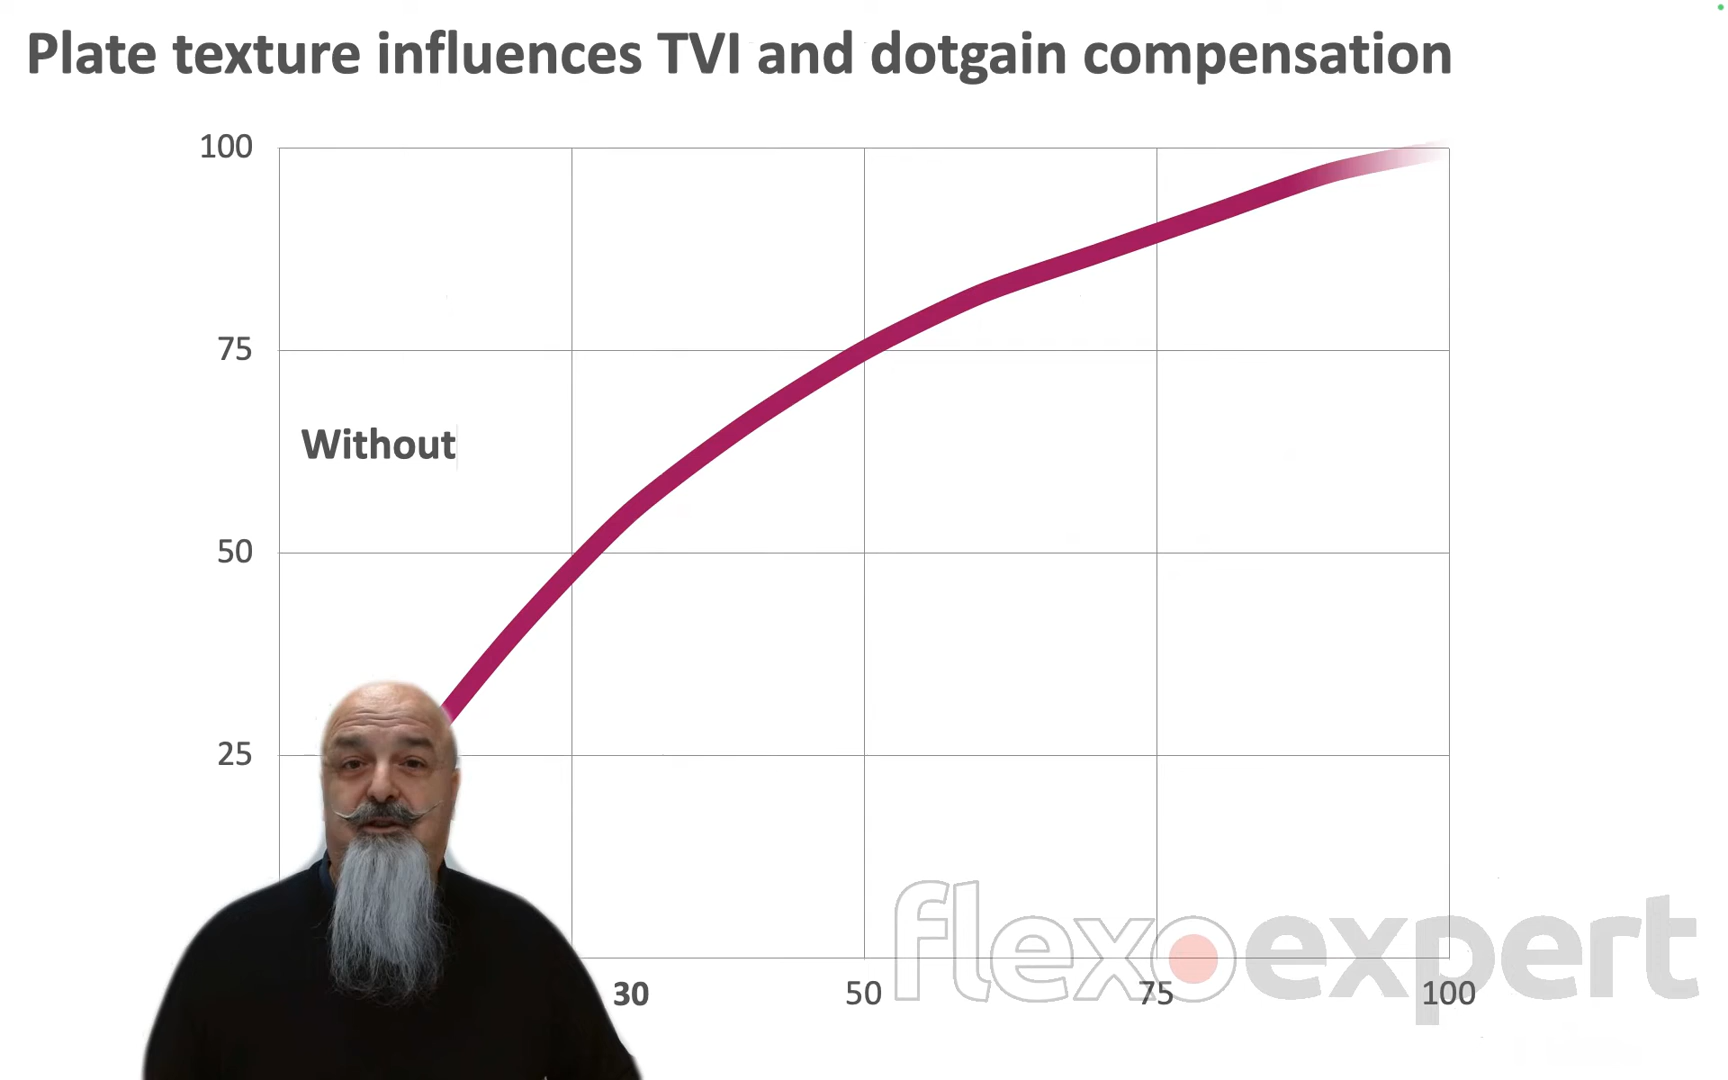 Plate texture influences TVI and dotgain compensation
100
75
Without
50
25
30
50
75
100
flexoexpert